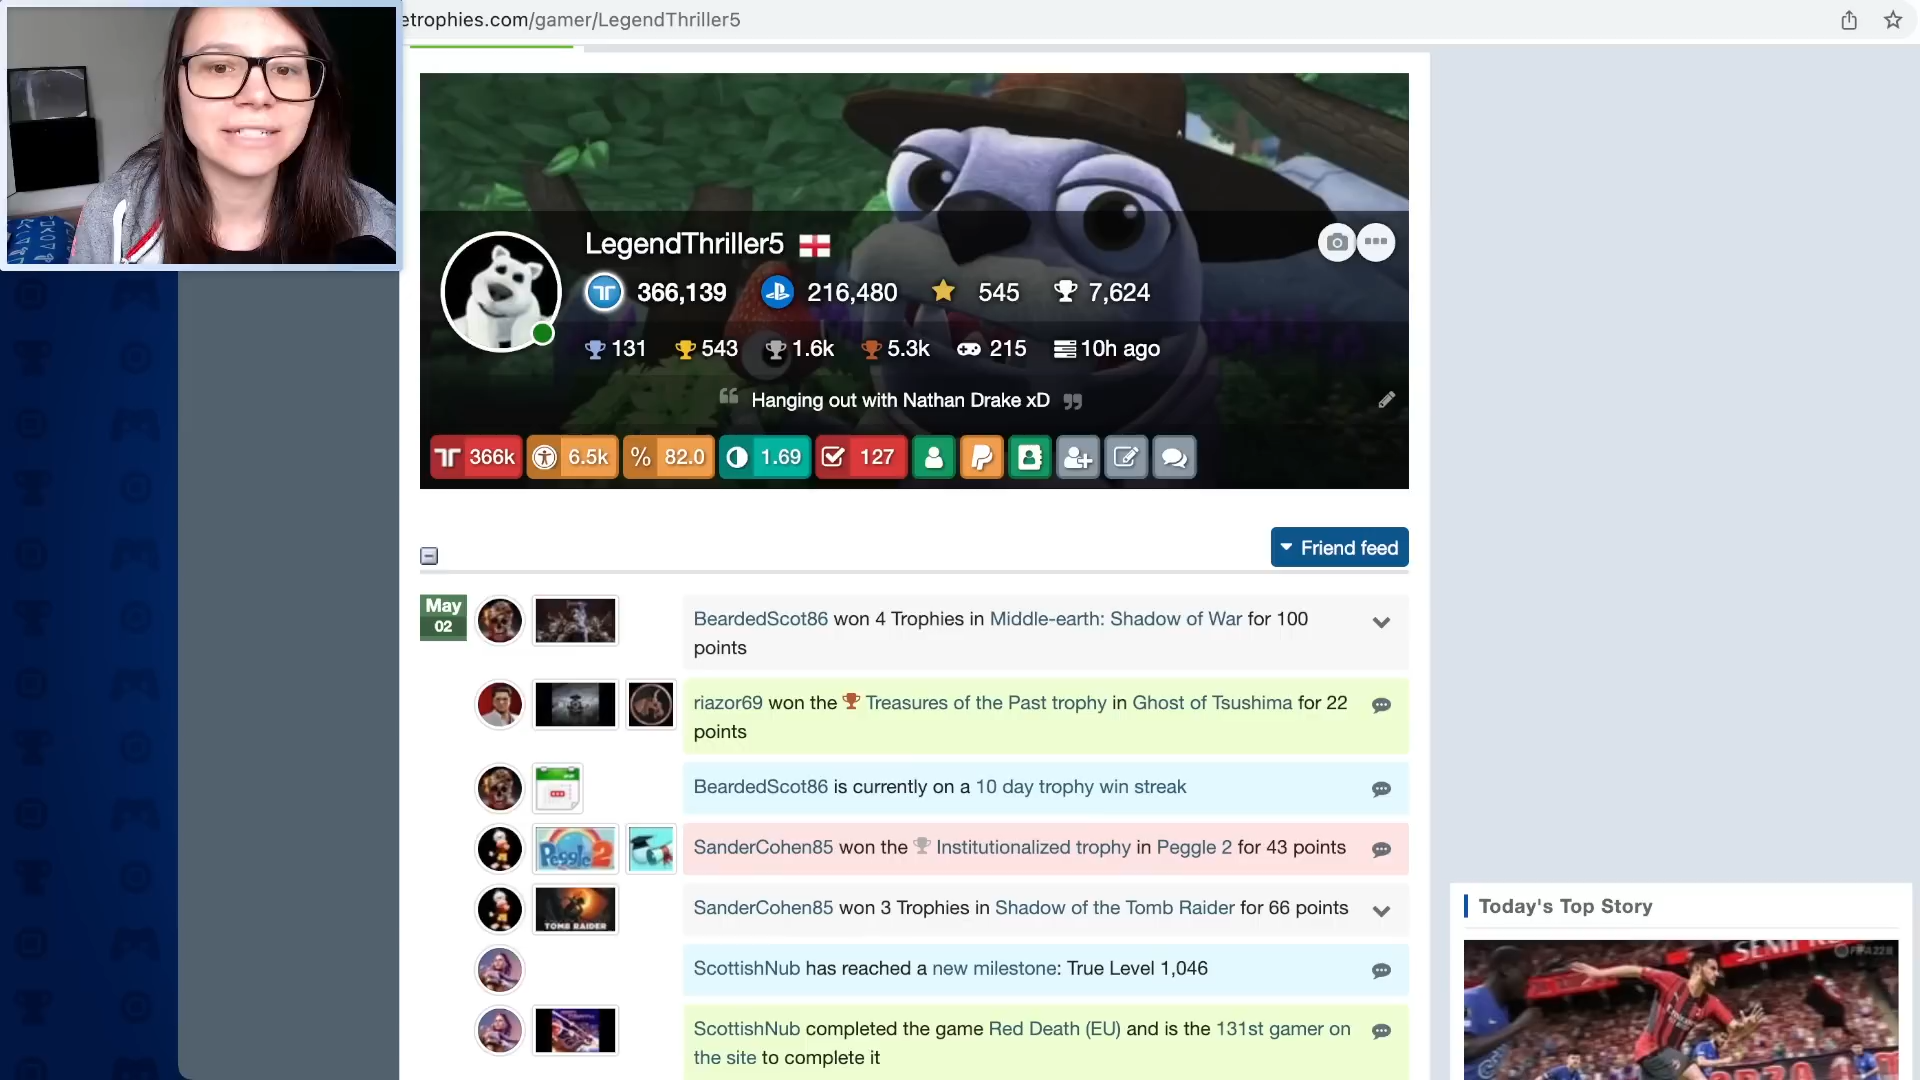 etrophies.com/gamer/LegendThriller5
LegendThriller5
366,139 216,480 545 7,624
131 543 1.6k 5.3k 215 10h ago
Hanging out with Nathan Drake xD
366k 6.5k % 82.0 1.69 127
Friend feed
May
02
BeardedScot86 won 4 Trophies in Middle-earth: Shadow of War for 100
points
riazor69 won the Treasures of the Past trophy in Ghost of Tsushima for 22
points
BeardedScot86 is currently on a 10 day trophy win streak
Peggle 2
SanderCohen85 won the Institutionalized trophy in Peggle 2 for 43 points
TOMB RAIDER
SanderCohen85 won 3 Trophies in Shadow of the Tomb Raider for 66 points
ScottishNub has reached a new milestone: True Level 1,046
ScottishNub completed the game Red Death (EU) and is the 131st gamer on
the site to complete it
Today's Top Story